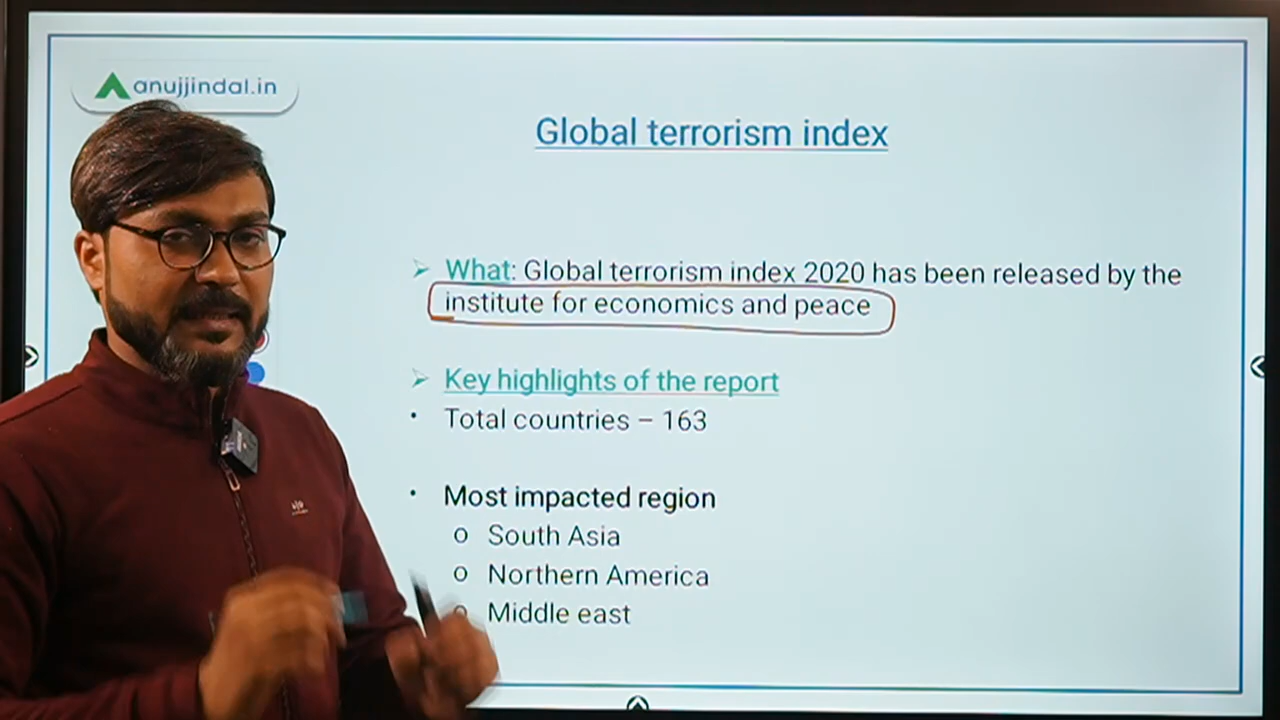 anujjindal.in
Global terrorism index
➢ What: Global terrorism index 2020 has been released by the
institute for economics and peace
➢ Key highlights of the report
• Total countries – 163
• Most impacted region
o South Asia
o Northern America
o Middle east